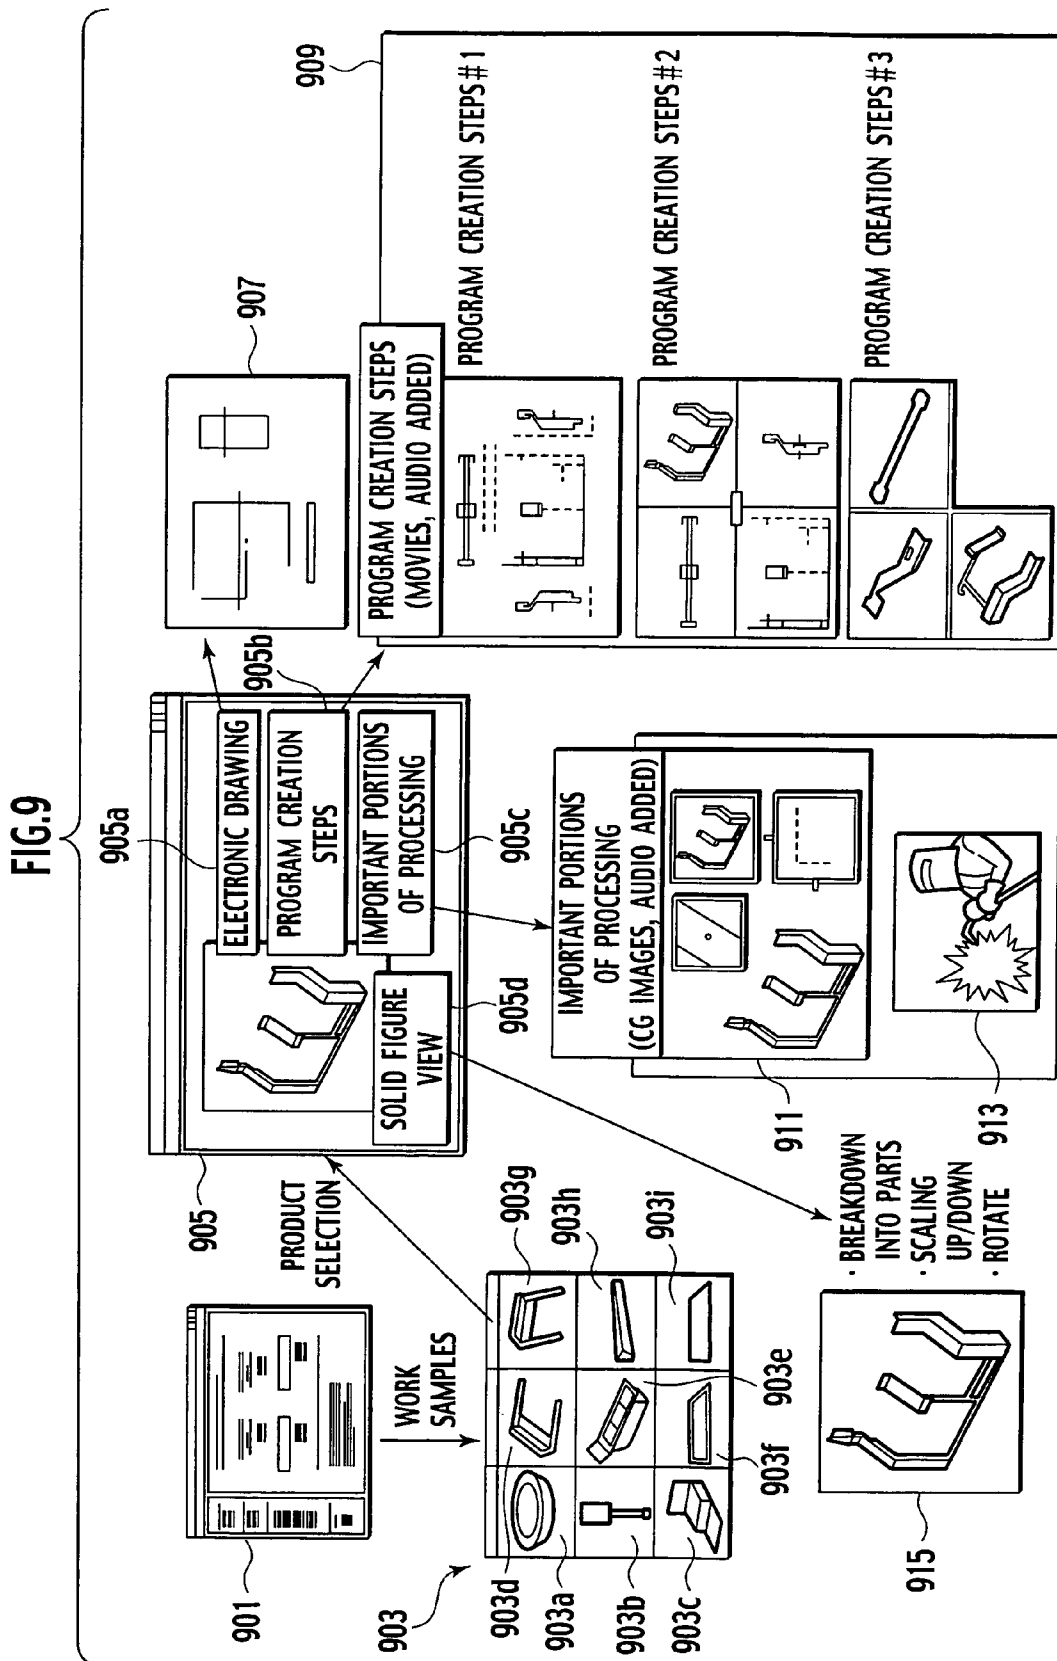 FIG.9
901
WORK
SAMPLES
903
903a
903b
903c
903d
903e
903f
903g
903h
903i
PRODUCT
SELECTION
905
ELECTRONIC DRAWING
905a
PROGRAM CREATION
STEPS
905b
IMPORTANT PORTIONS
OF PROCESSING
905c
SOLID FIGURE
VIEW
905d
907
909
PROGRAM CREATION STEPS
(MOVIES, AUDIO ADDED)
PROGRAM CREATION STEPS#1
PROGRAM CREATION STEPS#2
PROGRAM CREATION STEPS#3
IMPORTANT PORTIONS
OF PROCESSING
(CG IMAGES, AUDIO ADDED)
911
913
915
· BREAKDOWN
INTO PARTS
· SCALING
UP/DOWN
· ROTATE